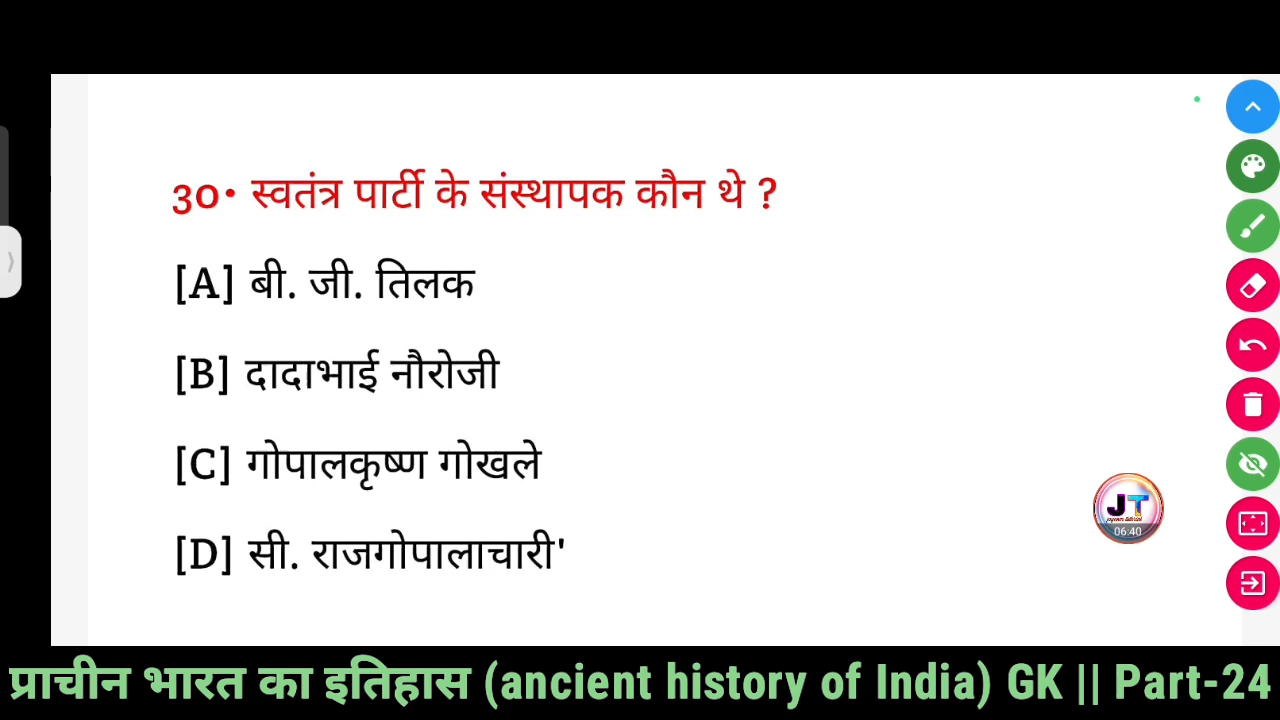 30• स्वतंत्र पार्टी के संस्थापक कौन थे ?
[A] बी. जी. तिलक
[B] दादाभाई नौरोजी
[C] गोपालकृष्ण गोखले
[D] सी. राजगोपालाचारी'
JT
06:40
प्राचीन भारत का इतिहास (ancient history of India) GK || Part-24